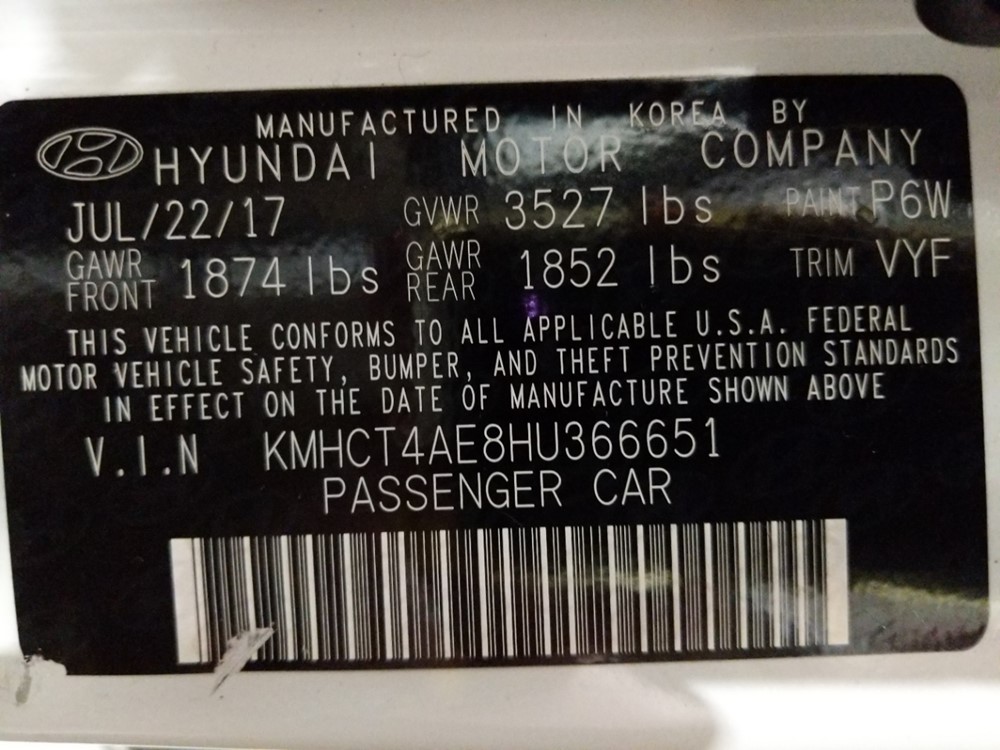 MANUFACTURED IN KOREA BY
HYUNDAI MOTOR COMPANY
JUL/22/17 GVWR 3527 lbs PAINT P6W
GAWR FRONT 1874 lbs GAWR REAR 1852 lbs TRIM VYF
THIS VEHICLE CONFORMS TO ALL APPLICABLE U.S.A. FEDERAL
MOTOR VEHICLE SAFETY, BUMPER, AND THEFT PREVENTION STANDARDS
IN EFFECT ON THE DATE OF MANUFACTURE SHOWN ABOVE
V.I.N KMHCT4AE8HU366651
PASSENGER CAR